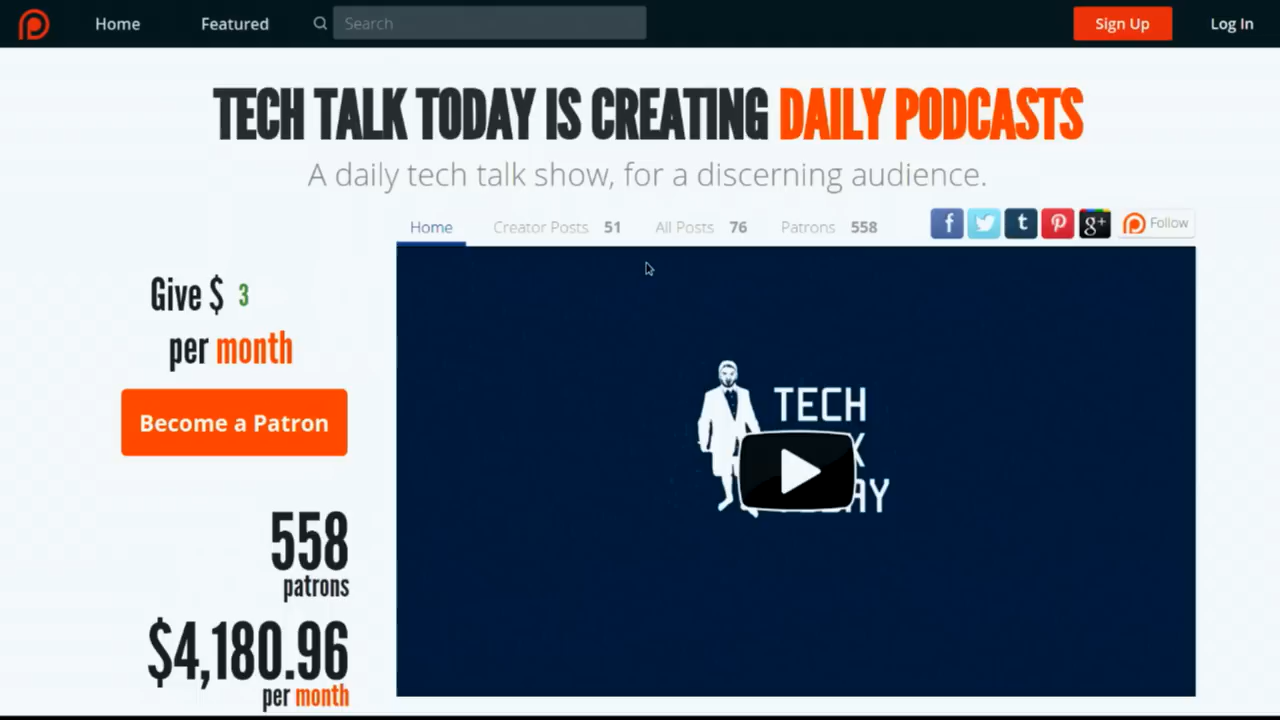 Home Featured Search Sign Up Log In
TECH TALK TODAY IS CREATING DAILY PODCASTS
A daily tech talk show, for a discerning audience.
Home Creator Posts 51 All Posts 76 Patrons 558 f t g+ Follow
Give $ 3
per month
Become a Patron
558
patrons
$4,180.96
per month
TECH